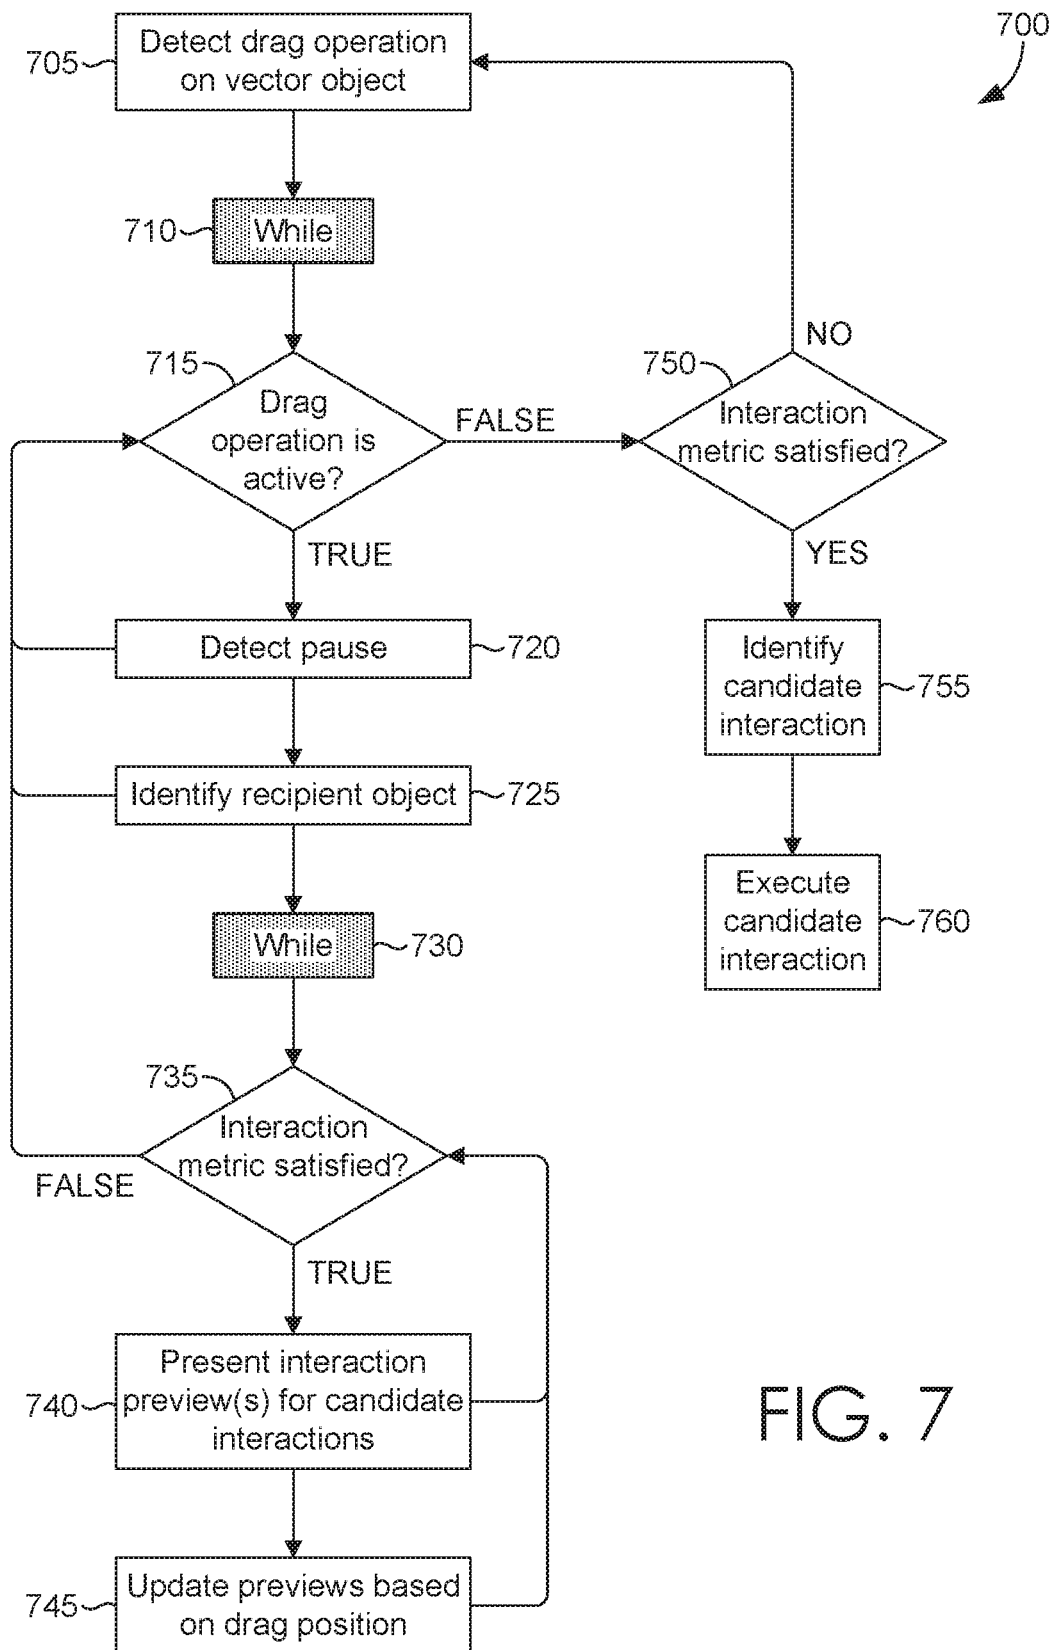 700
705
Detect drag operation
on vector object
710
While
715
Drag
operation is
active?
FALSE
TRUE
750
Interaction
metric satisfied?
NO
YES
Detect pause
720
Identify
candidate
interaction
755
Identify recipient object
725
Execute
candidate
interaction
760
While
730
735
Interaction
metric satisfied?
FALSE
TRUE
740
Present interaction
preview(s) for candidate
interactions
745
Update previews based
on drag position
FIG. 7